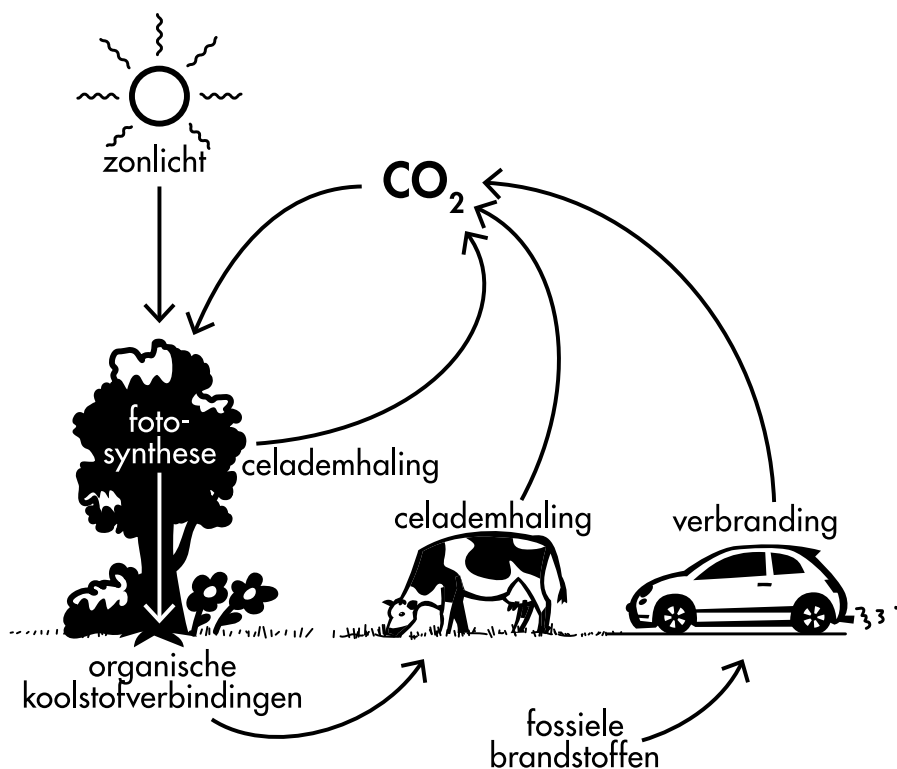 zonlicht
CO₂
foto-
synthese
celademhaling
celademhaling
verbranding
organische
koolstofverbindingen
fossiele
brandstoffen